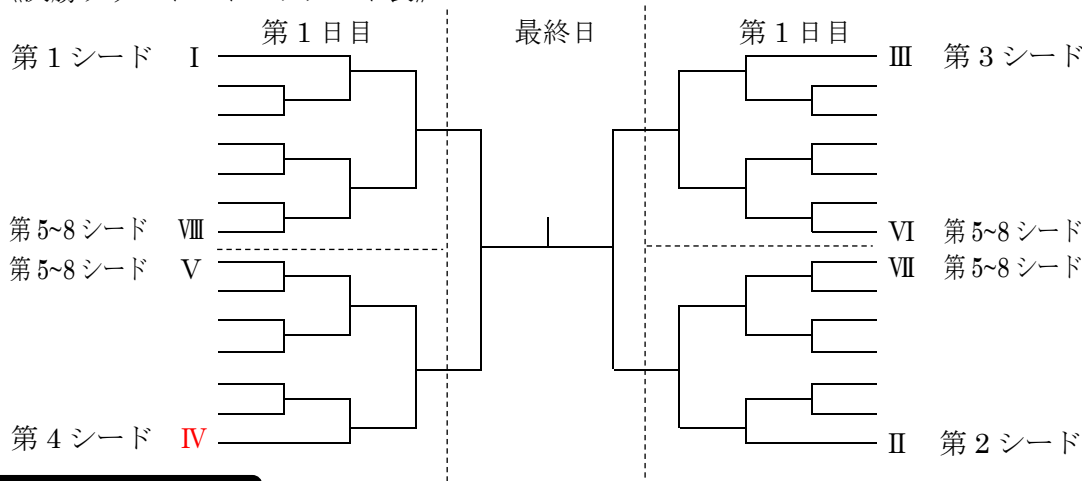 第1日目 最終日 第1日目
第1シード Ⅰ Ⅲ 第3シード
第5~8シード Ⅷ Ⅵ 第5~8シード
第5~8シード Ⅴ Ⅶ 第5~8シード
第4シード Ⅳ Ⅱ 第2シード